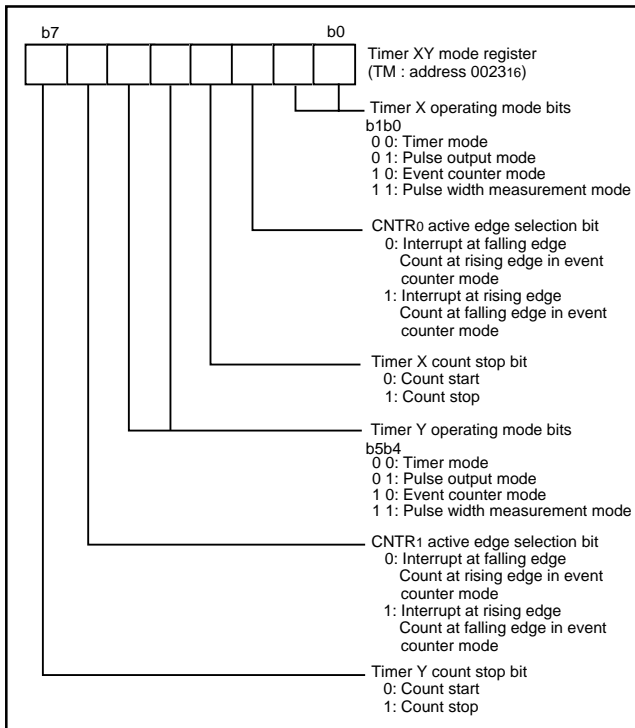 b7 b0
Timer XY mode register
(TM : address 002316)
Timer X operating mode bits
b1b0
0 0: Timer mode
0 1: Pulse output mode
1 0: Event counter mode
1 1: Pulse width measurement mode
CNTR0 active edge selection bit
0: Interrupt at falling edge
Count at rising edge in event
counter mode
1: Interrupt at rising edge
Count at falling edge in event
counter mode
Timer X count stop bit
0: Count start
1: Count stop
Timer Y operating mode bits
b5b4
0 0: Timer mode
0 1: Pulse output mode
1 0: Event counter mode
1 1: Pulse width measurement mode
CNTR1 active edge selection bit
0: Interrupt at falling edge
Count at rising edge in event
counter mode
1: Interrupt at rising edge
Count at falling edge in event
counter mode
Timer Y count stop bit
0: Count start
1: Count stop